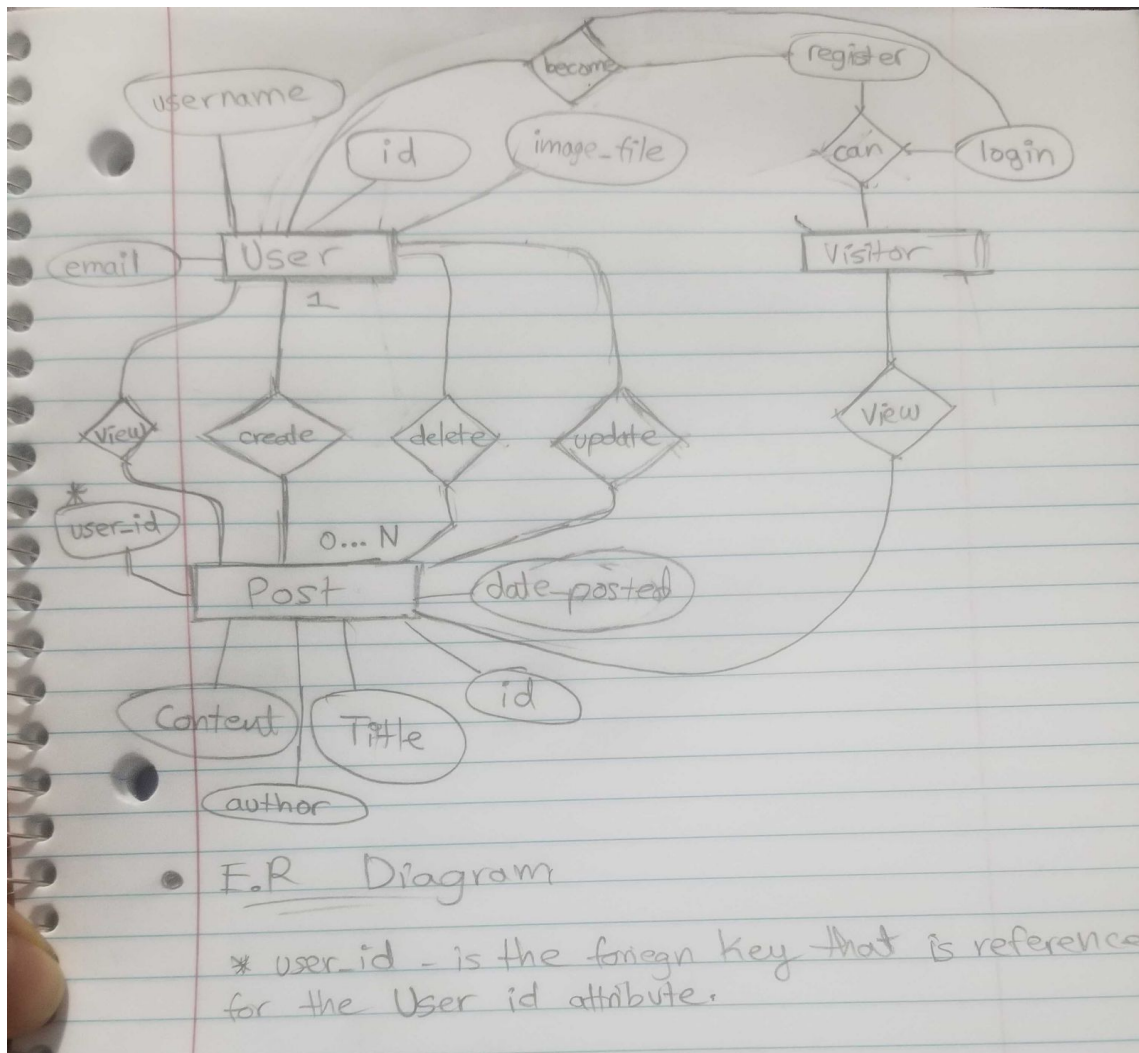 become
register
username
id
image_file
can
login
email
User
Visitor
1
view
create
delete
update
View
*
user_id
0... N
Post
date_posted
id
Content
Title
author
E.R Diagram
* user_id - is the foriegn key that is reference
for the User id attribute.